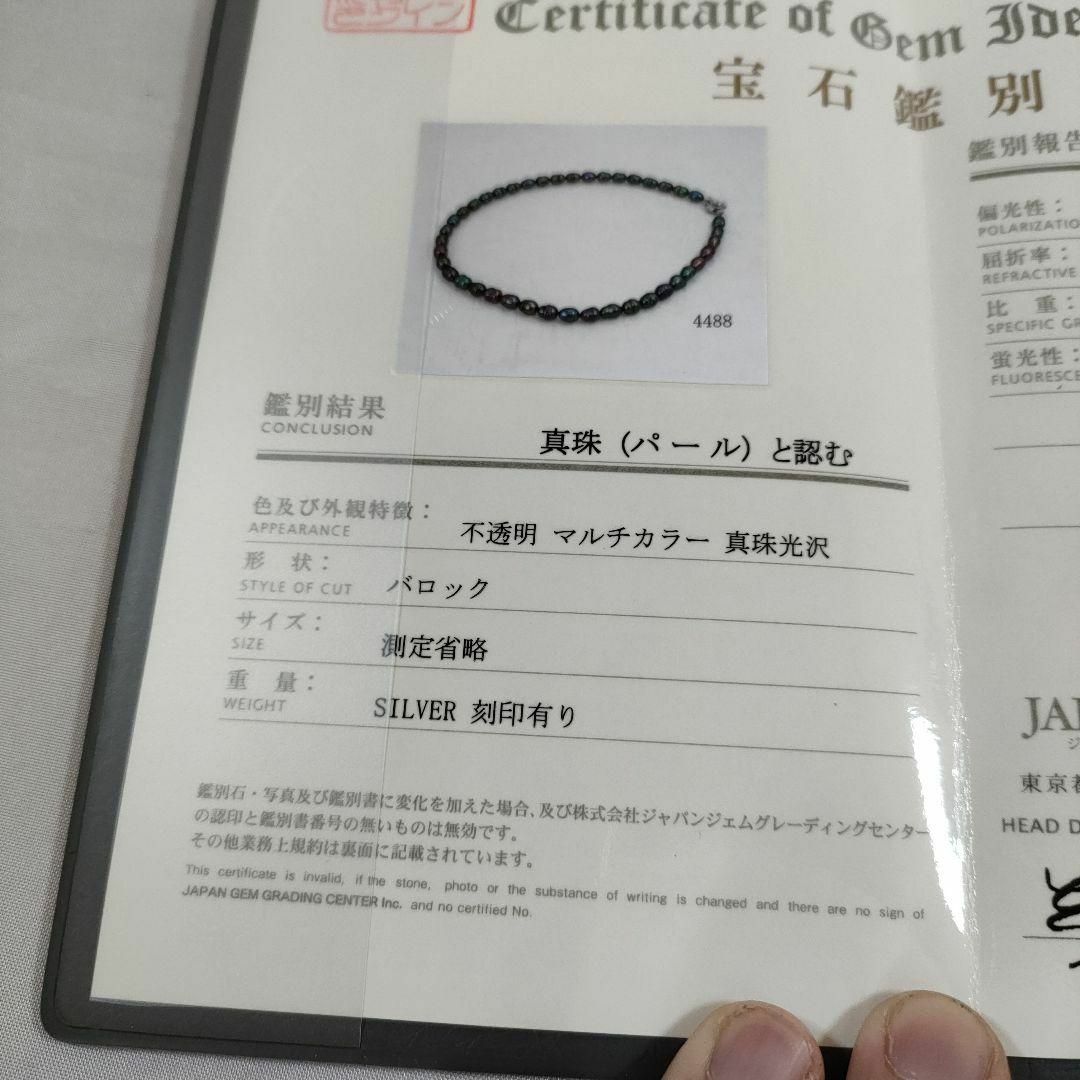 Certificate of Gem Ide
宝石鑑別
4488
鑑別結果
CONCLUSION
真珠 (パール) と認む
色及び外観特徴:
APPEARANCE
不透明 マルチカラー 真珠光沢
形 状:
STYLE OF CUT
バロック
サイズ:
SIZE
測定省略
重 量:
WEIGHT
SILVER 刻印有り
鑑別石・写真及び鑑別書に変化を加えた場合、及び株式会社ジャパンジェムグレーディングセンター
の認印と鑑別書番号の無いものは無効です。
その他業務上規約は裏面に記載されています。
This certificate is invalid, if the stone, photo or the substance of writing is changed and there are no sign of
JAPAN GEM GRADING CENTER Inc. and no certified No.
鑑別報告
偏光性:
POLARIZATIO
屈折率:
REFRACTIVE
比 重:
SPECIFIC GR
蛍光性:
FLUORESCE
JAP
ジ
東京都
HEAD D